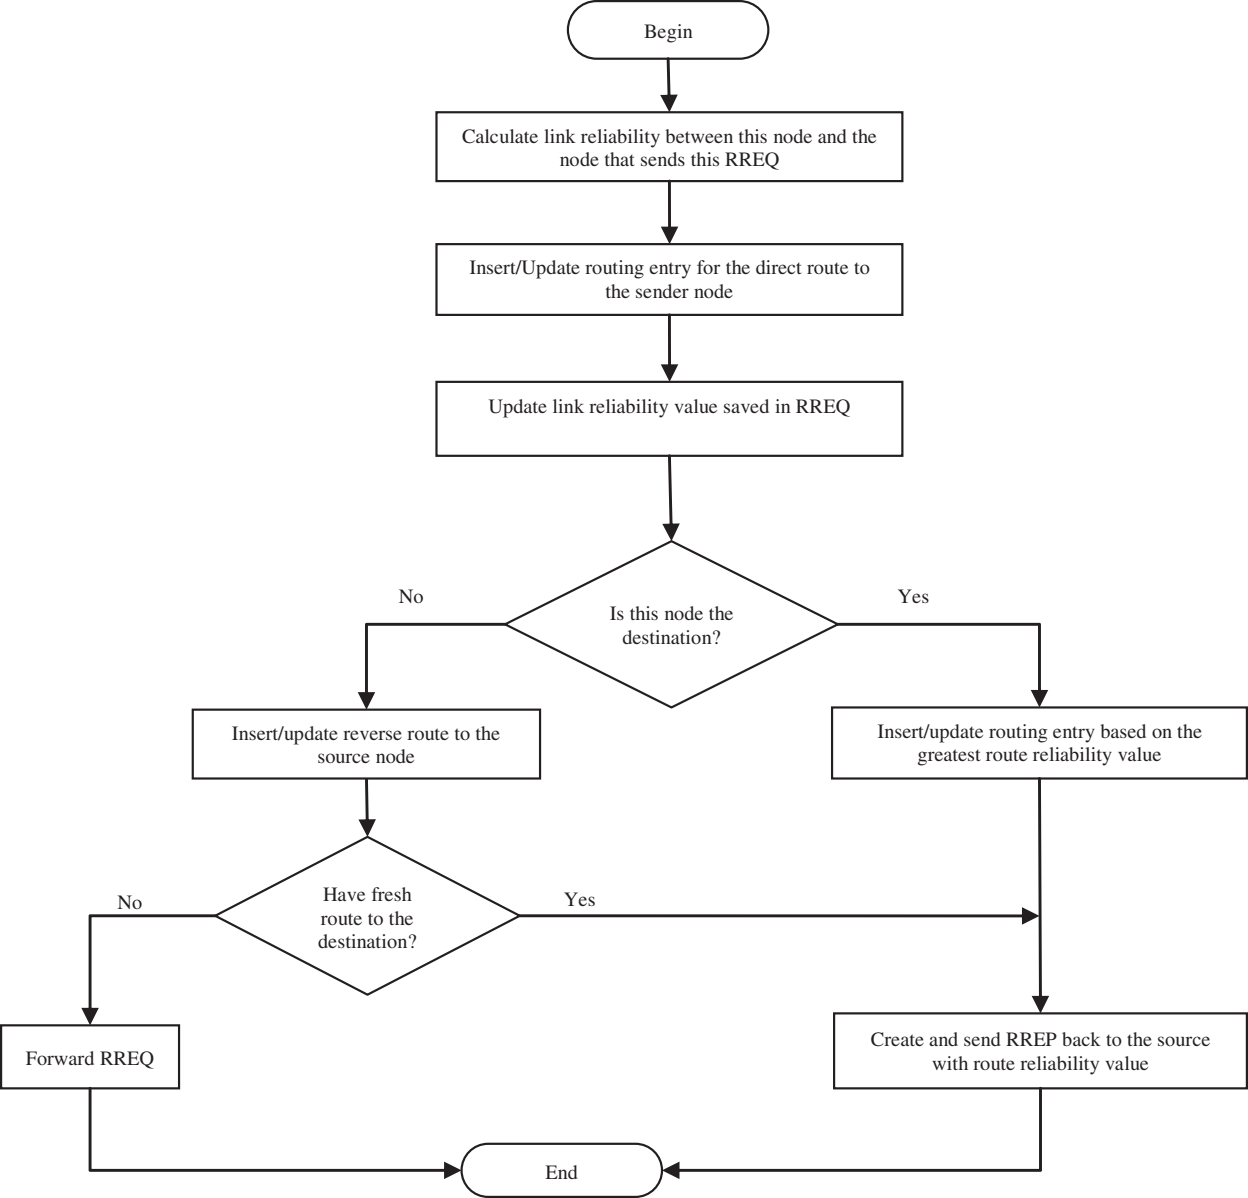 Begin
Calculate link reliability between this node and the
node that sends this RREQ
Insert/Update routing entry for the direct route to
the sender node
Update link reliability value saved in RREQ
No
Yes
Is this node the
destination?
Insert/update reverse route to the
source node
Insert/update routing entry based on the
greatest route reliability value
No
Have fresh
route to the
destination?
Yes
Forward RREQ
Create and send RREP back to the source
with route reliability value
End